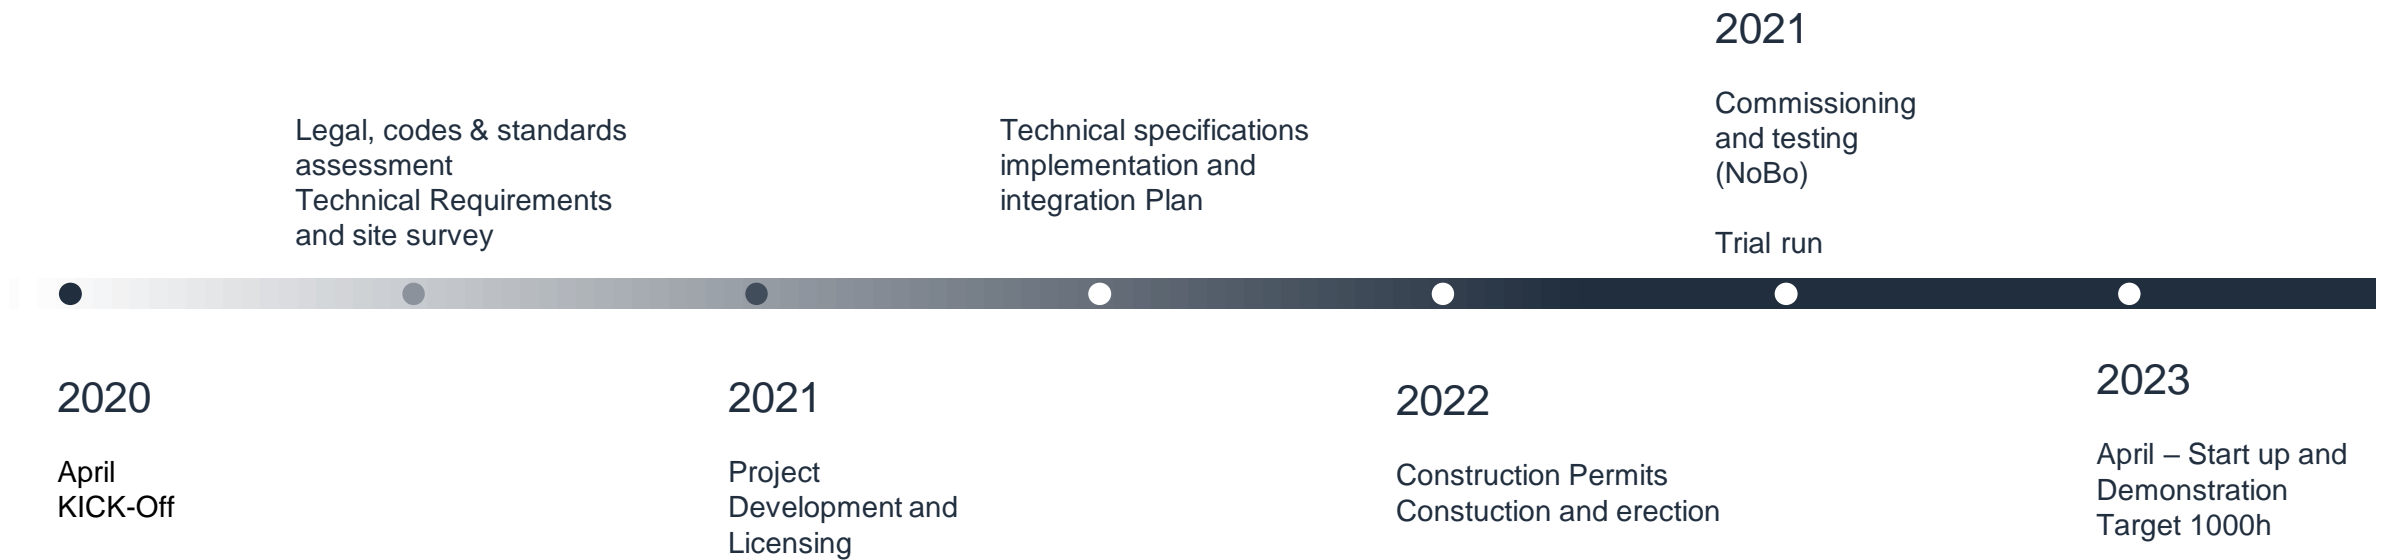 2020
April
KICK-Off
Legal, codes & standards
assessment
Technical Requirements
and site survey
2021
Project
Development and
Licensing
Technical specifications
implementation and
integration Plan
2022
Construction Permits
Constuction and erection
2021
Commissioning
and testing
(NoBo)
Trial run
2023
April – Start up and
Demonstration
Target 1000h